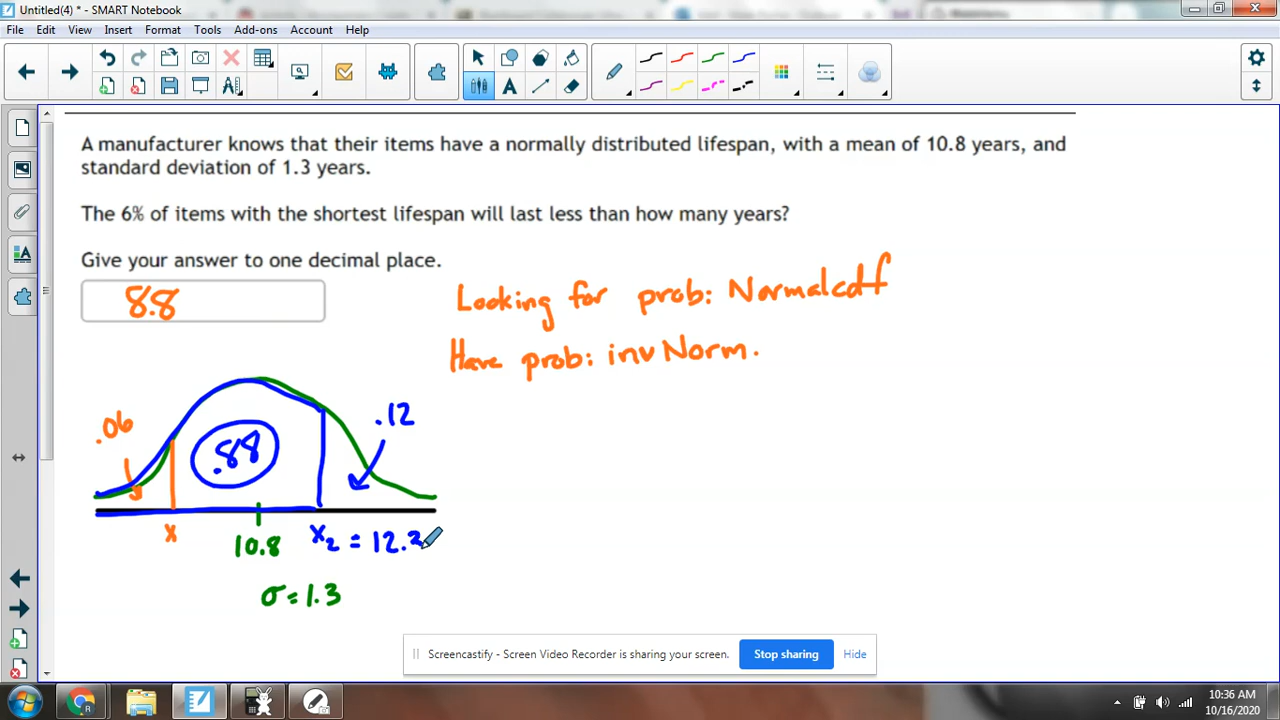 Untitled(4) * - SMART Notebook
File Edit View Insert Format Tools Add-ons Account Help
A manufacturer knows that their items have a normally distributed lifespan, with a mean of 10.8 years, and
standard deviation of 1.3 years.
The 6% of items with the shortest lifespan will last less than how many years?
Give your answer to one decimal place.
8.8
Looking for prob: Normalcdf
Have prob: invNorm.
.06
.88
.12
x
10.8
x2 = 12.3
σ = 1.3
Screencastify - Screen Video Recorder is sharing your screen.
Stop sharing
Hide
10:36 AM
10/16/2020